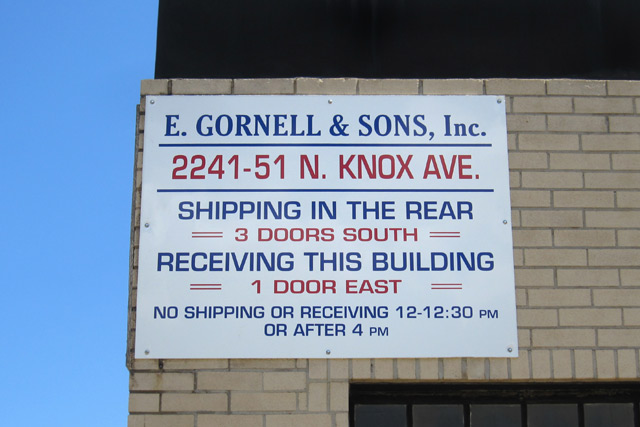 E. GORNELL & SONS, Inc.
2241-51 N. KNOX AVE.
SHIPPING IN THE REAR
3 DOORS SOUTH
RECEIVING THIS BUILDING
1 DOOR EAST
NO SHIPPING OR RECEIVING 12-12:30 PM
OR AFTER 4 PM